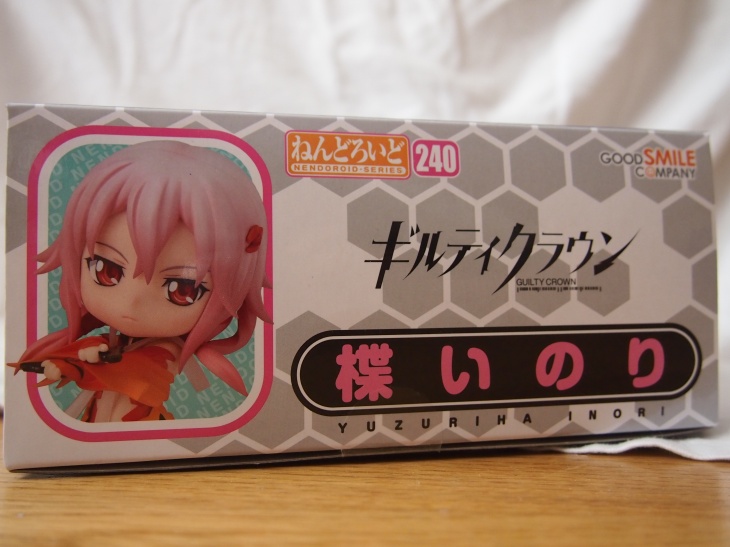 ねんどろいど 240
NENDOROID·SERIES
GOOD SMILE
COMPANY
ギルティクラウン
GUILTY CROWN
楪いのり
YUZURIHA INORI